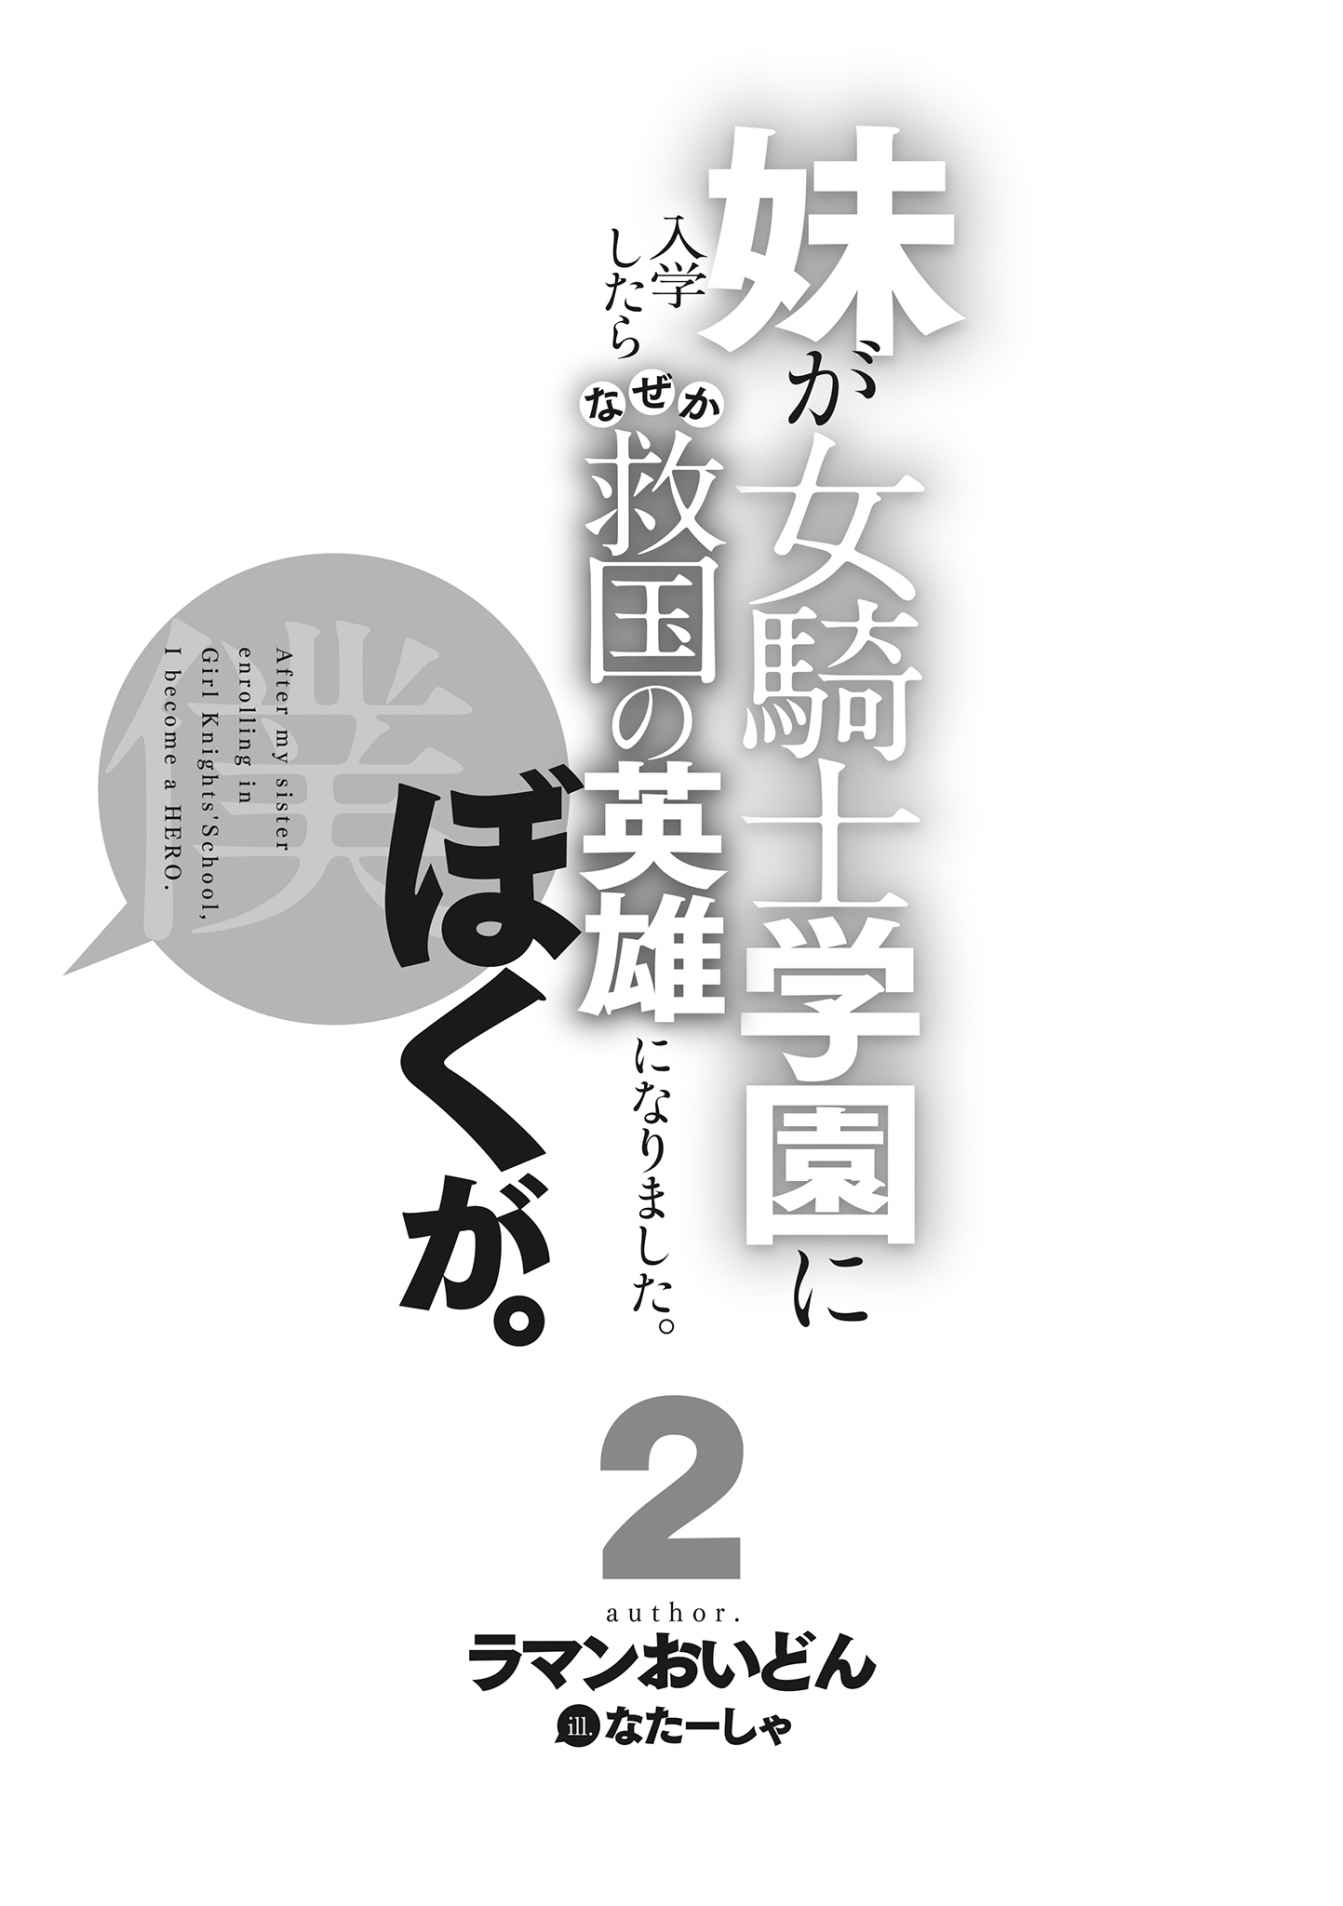 妹が女騎士学園に
入学
したら
なぜか
救国の英雄になりました。
ぼくが。
僕
After my sister
enrolling in
Girl Knights'School,
I become a HERO.
2
author.
ラマンおいどん
ill. なたーしゃ